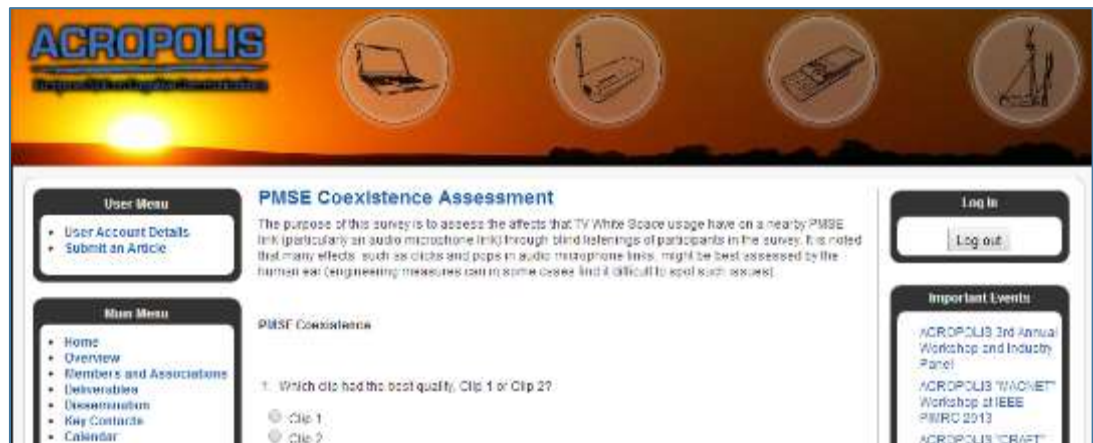 ACROPOLIS
User Menu
User Account Details
Submit an Article
Main Menu
Home
Overview
Members and Associations
Deliverables
Dissemination
Key Contacts
Calendar
PMSE Coexistence Assessment
The purpose of this survey is to assess the affects that TV White Space usage have on a nearby PMSE
link (particularly an audio microphone link) through blind listenings of participants in the survey. It is noted
that many effects, such as clicks and pops in audio microphone links, might be best assessed by the
human ear (engineering measures can in some cases find it difficult to spot such issues)
PMSE Coexistence
1. Which clip had the best quality, Clip 1 or Clip 2?
Clip 1
Clip 2
Log In
Log out
Important Events
ACROPOLIS 3rd Annual
Workshop and Industry
Panel
ACROPOLIS "WACNET"
Workshop at IEEE
PIMRC 2013
ACROPOLIS "CRAFT"